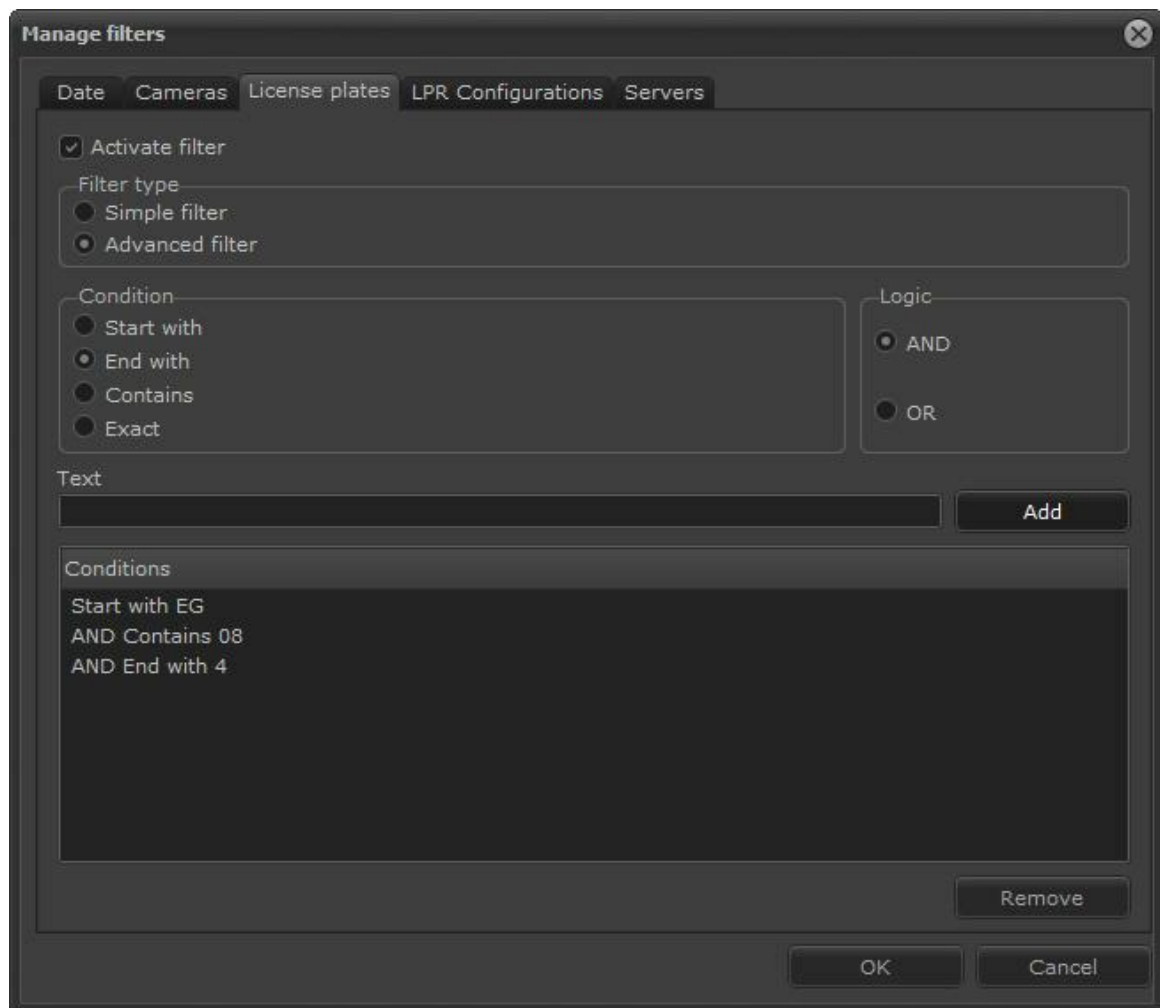 Manage filters
Date Cameras License plates LPR Configurations Servers
Activate filter
Filter type
Simple filter
Advanced filter
Condition
Start with
End with
Contains
Exact
Logic
AND
OR
Text
Add
Conditions
Start with EG
AND Contains 08
AND End with 4
Remove
OK Cancel